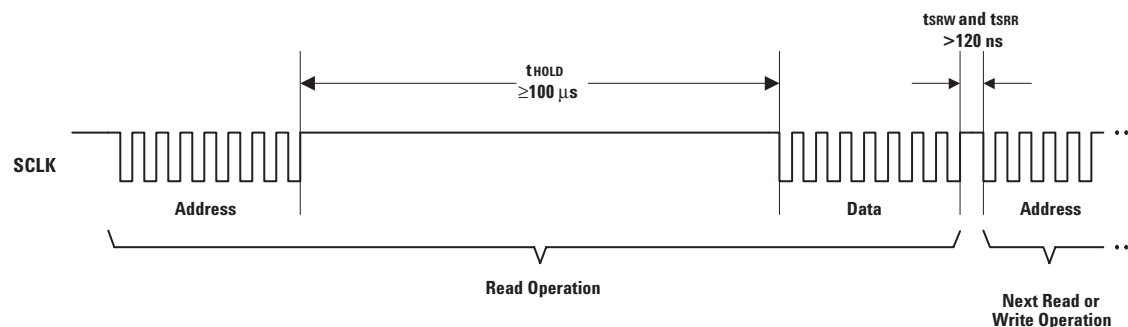 tSRW and tSRR
>120 ns
tHOLD
≥100 μs
SCLK
Address
Data
Address
Read Operation
Next Read or
Write Operation